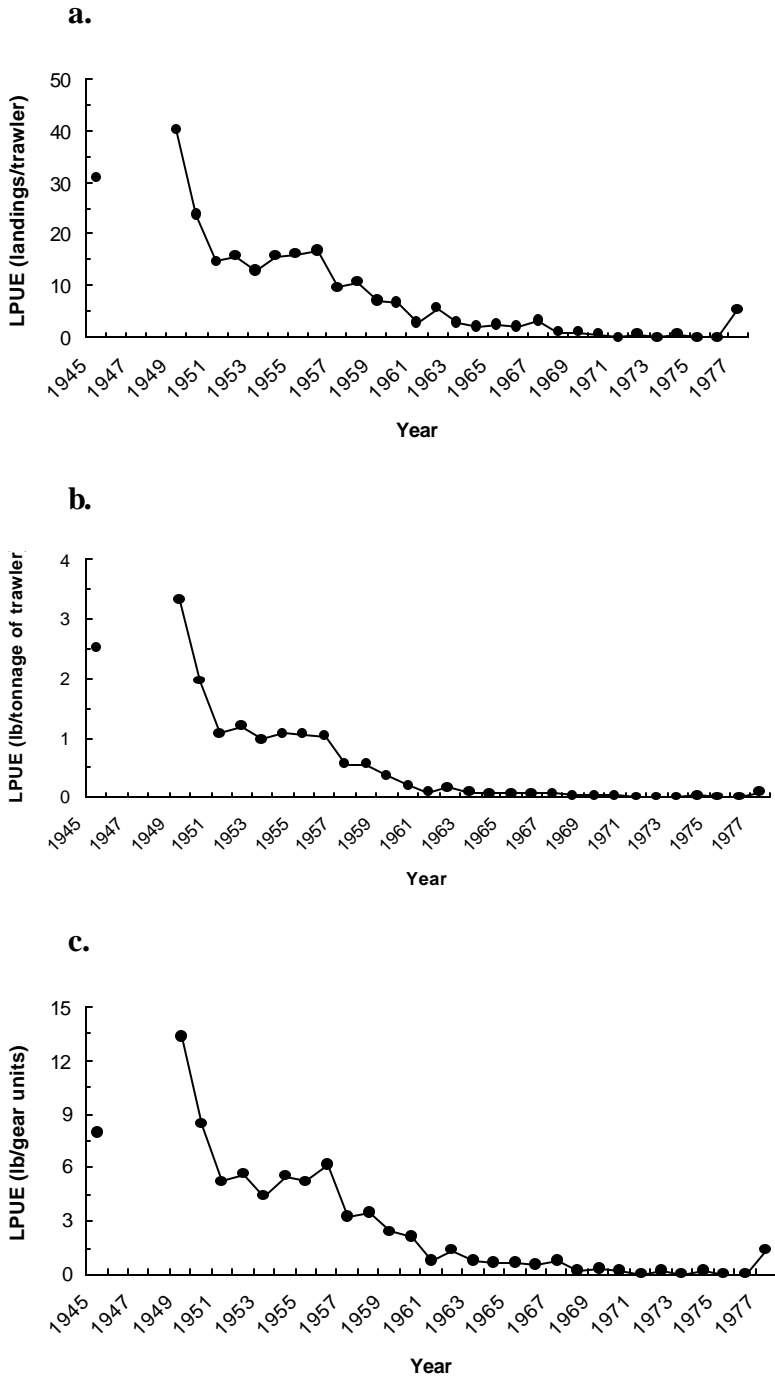 a.
LPUE (landings/trawler)
50
40
30
20
10
0
1945 1947 1949 1951 1953 1955 1957 1959 1961 1963 1965 1967 1969 1971 1973 1975 1977
Year
b.
LPUE (lb/tonnage of trawler
4
3
2
1
0
1945 1947 1949 1951 1953 1955 1957 1959 1961 1963 1965 1967 1969 1971 1973 1975 1977
Year
c.
LPUE (lb/gear units)
15
12
9
6
3
0
1945 1947 1949 1951 1953 1955 1957 1959 1961 1963 1965 1967 1969 1971 1973 1975 1977
Year